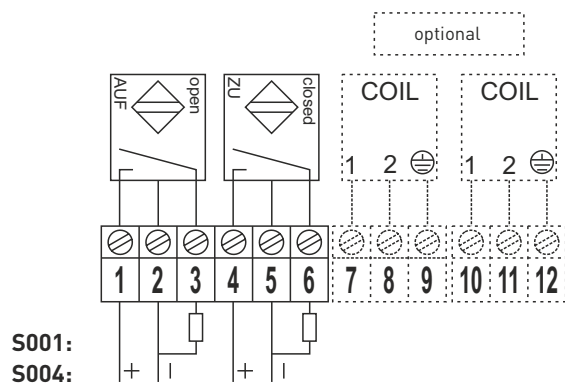 optional
AUF open
ZU closed
COIL
COIL
1 2
1 2
1 2 3 4 5 6 7 8 9 10 11 12
S001:
S004:
+ − + −